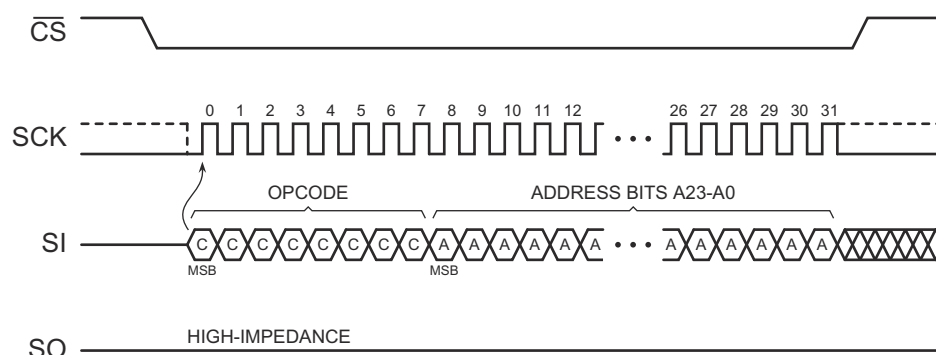 CS
0 1 2 3 4 5 6 7 8 9 10 11 12 26 27 28 29 30 31
SCK
OPCODE ADDRESS BITS A23-A0
SI C C C C C C C C A A A A A A A A A A A A
MSB MSB
HIGH-IMPEDANCE
SO